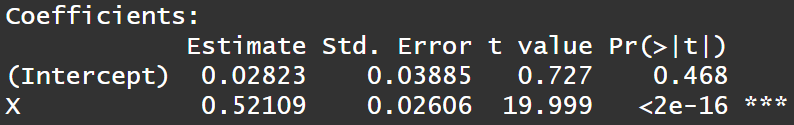 Coefficients:
Estimate Std. Error t value Pr(>|t|)
(Intercept) 0.02823 0.03885 0.727 0.468
X 0.52109 0.02606 19.999 <2e-16 ***